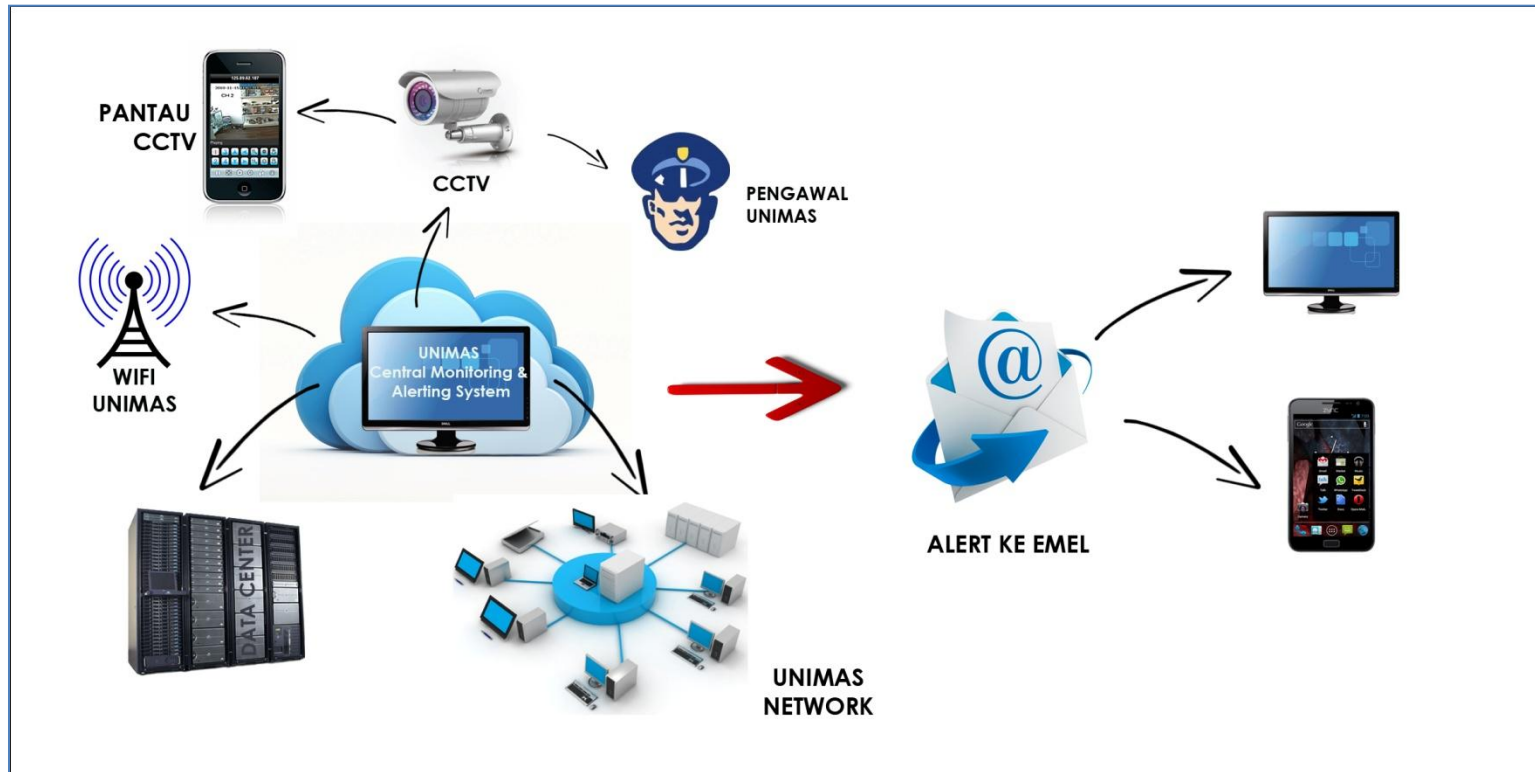 PANTAU
CCTV
CCTV
PENGAWAL
UNIMAS
WIFI
UNIMAS
UNIMAS
Central Monitoring &
Alerting System
DATA CENTER
UNIMAS
NETWORK
@
ALERT KE EMEL
Google